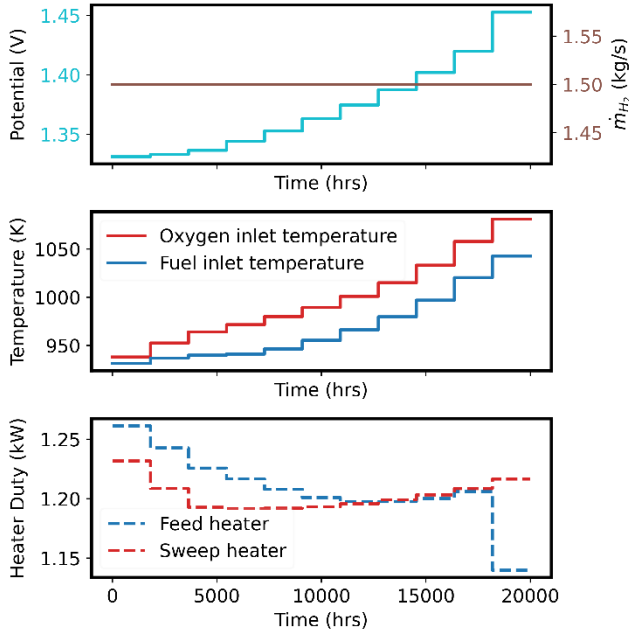 Potential (V)
1.45
1.40
1.35
1.55
1.50
1.45
ṁ_{H₂} (kg/s)
Time (hrs)
Temperature (K)
1050
1000
950
Oxygen inlet temperature
Fuel inlet temperature
Time (hrs)
Heater Duty (kW)
1.25
1.20
1.15
Feed heater
Sweep heater
0 5000 10000 15000 20000
Time (hrs)